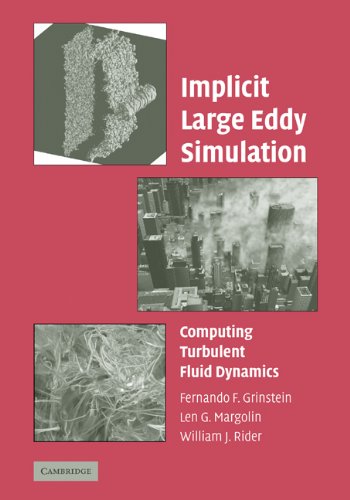 Implicit
Large Eddy
Simulation
Computing
Turbulent
Fluid Dynamics
Fernando F. Grinstein
Len G. Margolin
William J. Rider
CAMBRIDGE